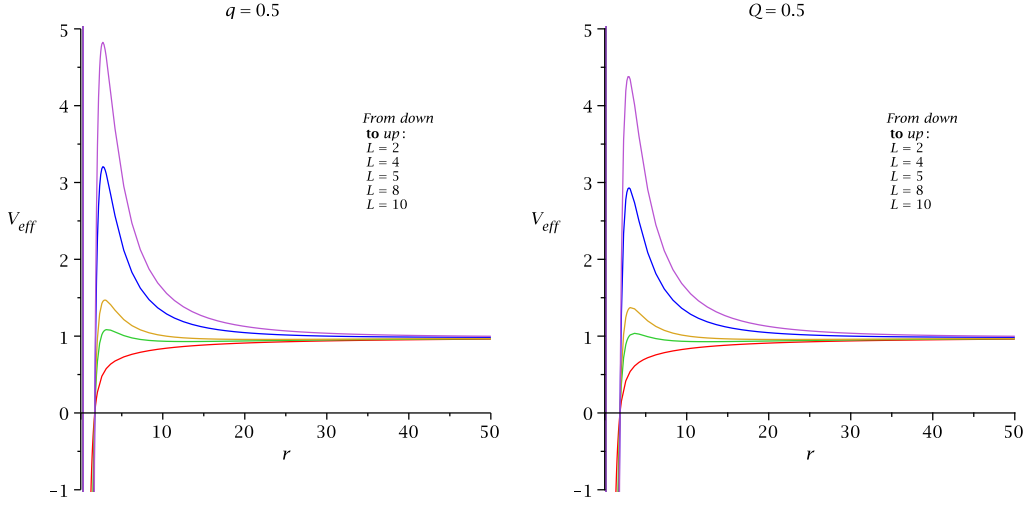 q = 0.5
5
4
3
2
1
0
–1
V_eff
10
20
30
40
50
r
From down
to up:
L = 2
L = 4
L = 5
L = 8
L = 10
Q = 0.5
5
4
3
2
1
0
–1
V_eff
10
20
30
40
50
r
From down
to up:
L = 2
L = 4
L = 5
L = 8
L = 10